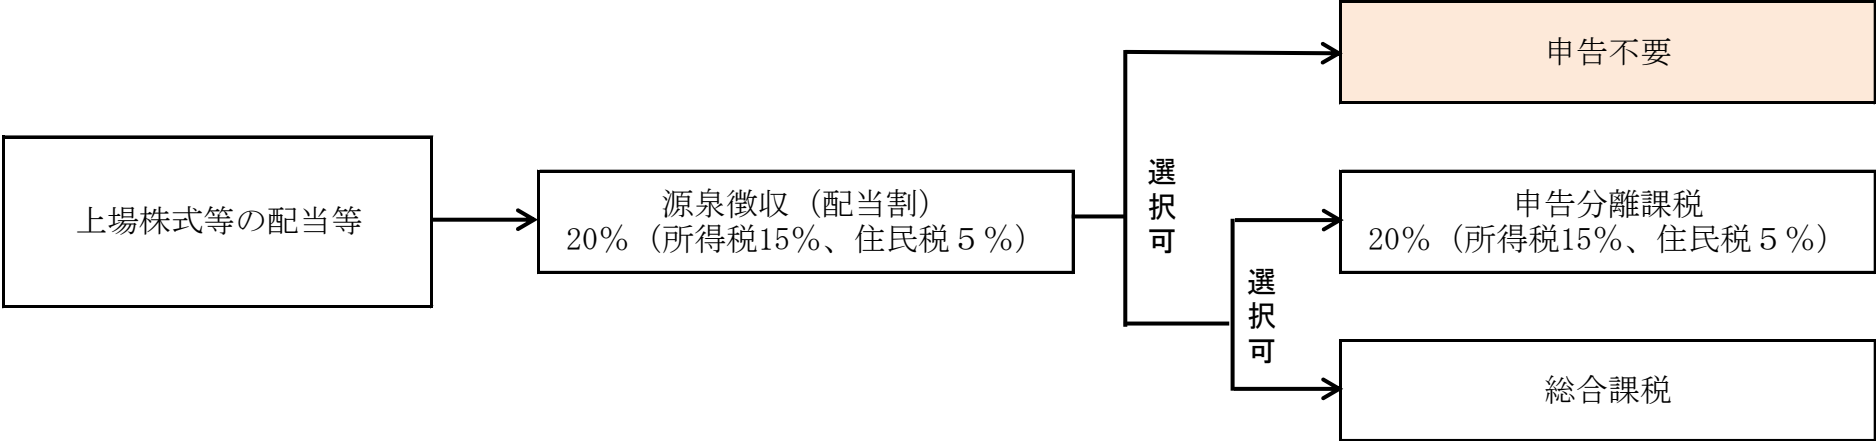 上場株式等の配当等
源泉徴収（配当割）
20％（所得税15％、住民税５％）
選択可
選択可
申告不要
申告分離課税
20％（所得税15％、住民税５％）
総合課税